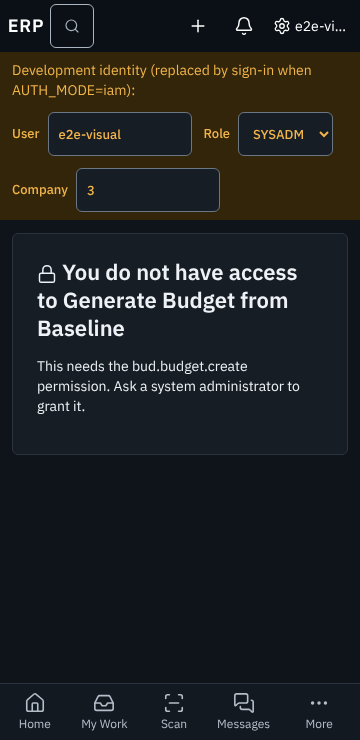 ERP
e2e-vi...
Development identity (replaced by sign-in when
AUTH_MODE=iam):
User e2e-visual Role SYSADM
Company 3
You do not have access
to Generate Budget from
Baseline
This needs the bud.budget.create
permission. Ask a system administrator to
grant it.
Home My Work Scan Messages More